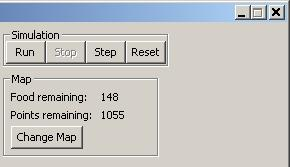 Simulation
Run Stop Step Reset
Map
Food remaining: 148
Points remaining: 1055
Change Map